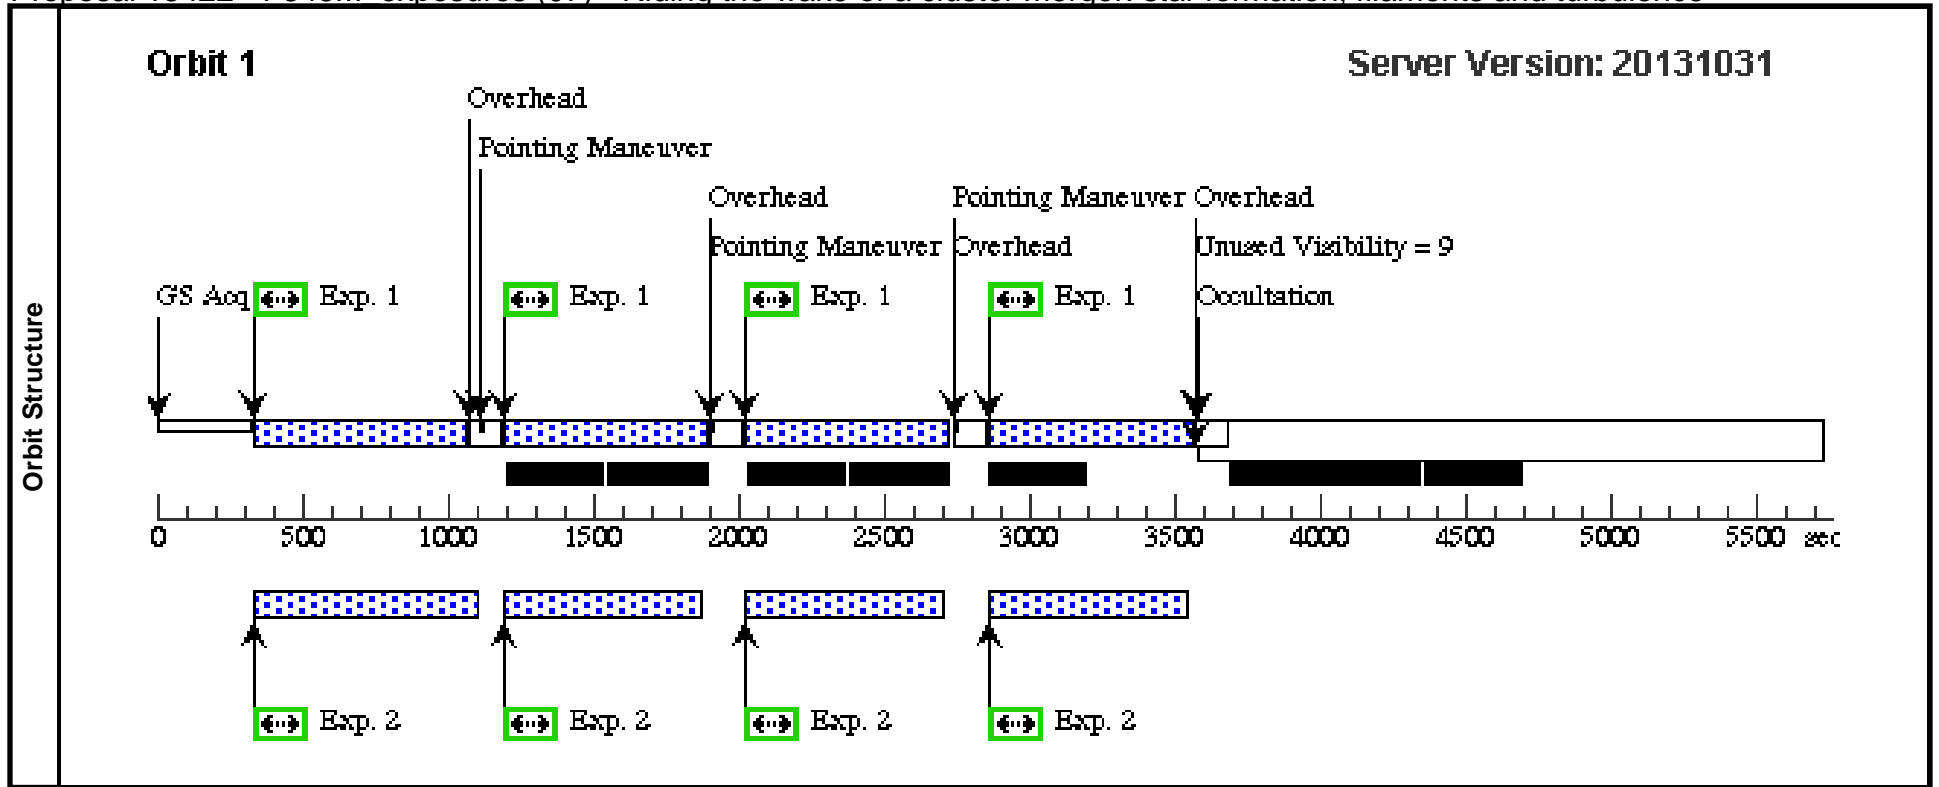 Orbit 1
Server Version: 20131031
Overhead
Pointing Maneuver
Overhead
Pointing Maneuver
Overhead
Pointing Maneuver
Overhead
Unused Visibility = 9
GS Acq
Exp. 1
Exp. 1
Exp. 1
Exp. 1
Occultation
Orbit Structure
0 500 1000 1500 2000 2500 3000 3500 4000 4500 5000 5500 sec
Exp. 2
Exp. 2
Exp. 2
Exp. 2